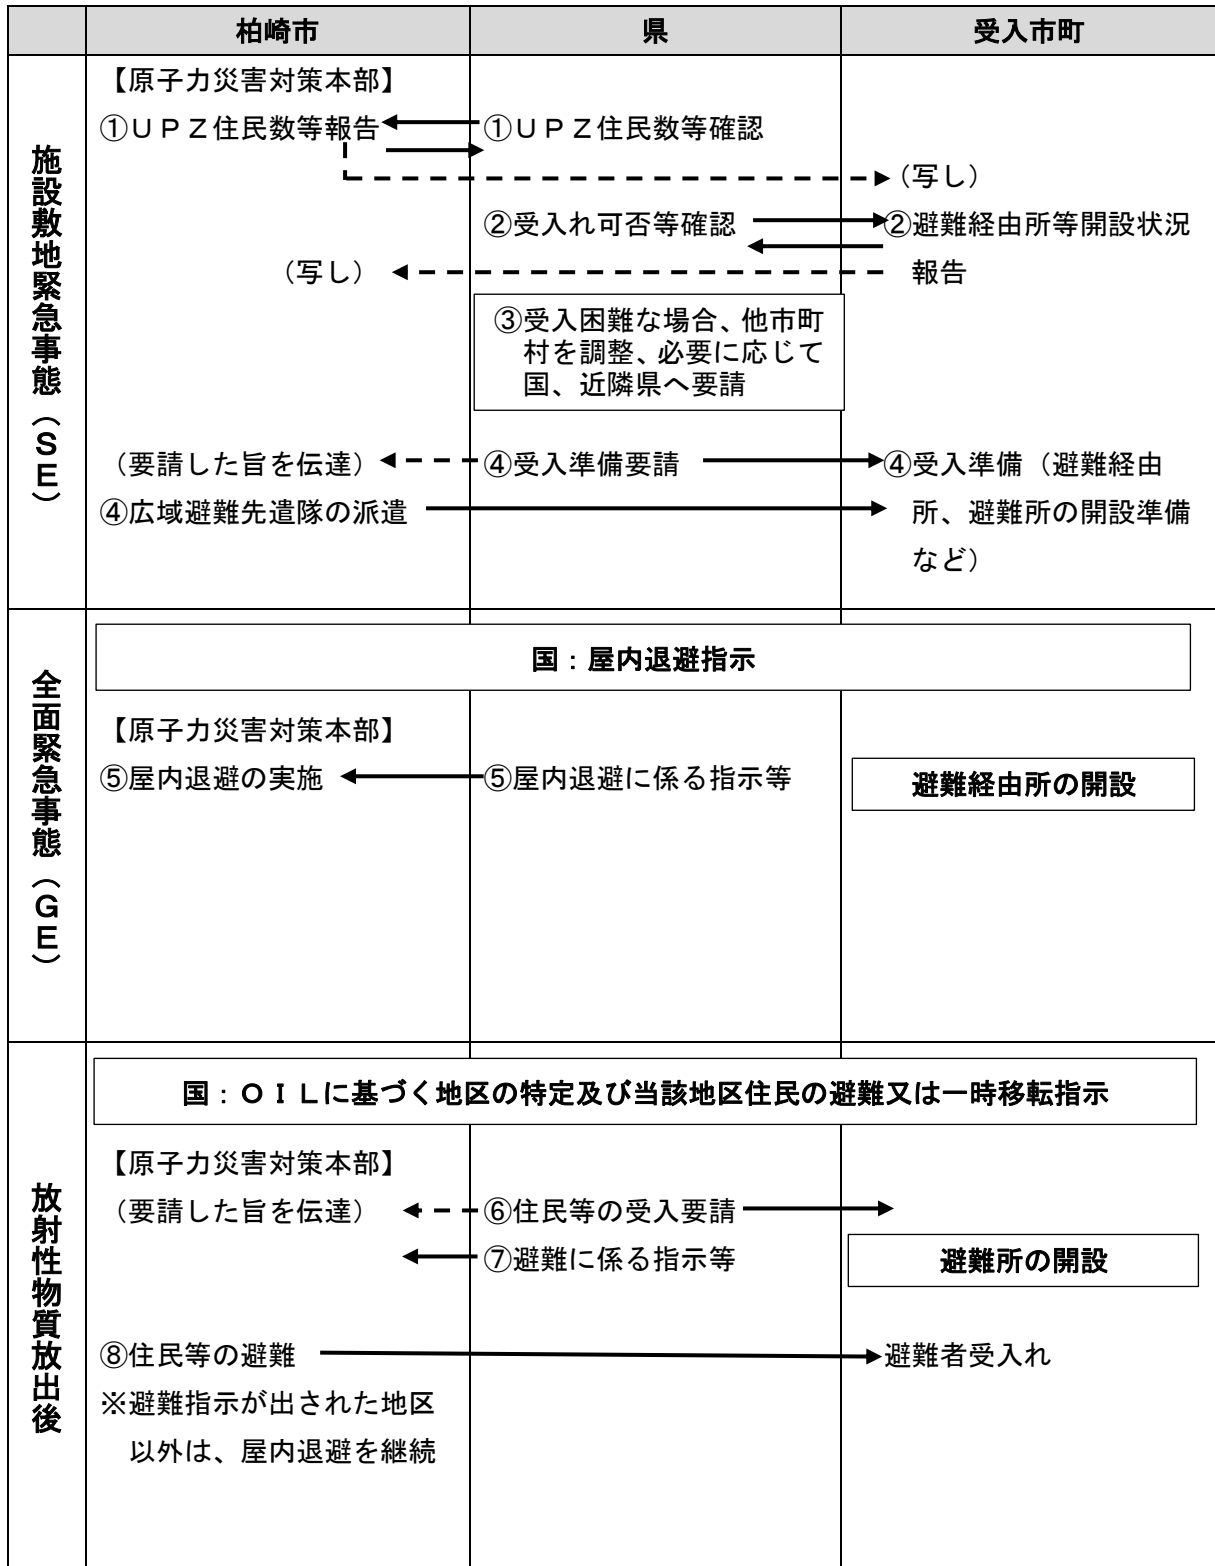 柏崎市 県 受入市町
施設敷地緊急事態（ＳＥ）
【原子力災害対策本部】
①ＵＰＺ住民数等報告 ①ＵＰＺ住民数等確認
（写し）
②受入れ可否等確認 ②避難経由所等開設状況
（写し） 報告
③受入困難な場合、他市町
村を調整、必要に応じて
国、近隣県へ要請
（要請した旨を伝達） ④受入準備要請 ④受入準備（避難経由
④広域避難先遣隊の派遣 所、避難所の開設準備
など）
全面緊急事態（ＧＥ）
国：屋内退避指示
【原子力災害対策本部】
⑤屋内退避の実施 ⑤屋内退避に係る指示等 避難経由所の開設
放射性物質放出後
国：ＯＩＬに基づく地区の特定及び当該地区住民の避難又は一時移転指示
【原子力災害対策本部】
（要請した旨を伝達） ⑥住民等の受入要請
⑦避難に係る指示等 避難所の開設
⑧住民等の避難 避難者受入れ
※避難指示が出された地区
以外は、屋内退避を継続